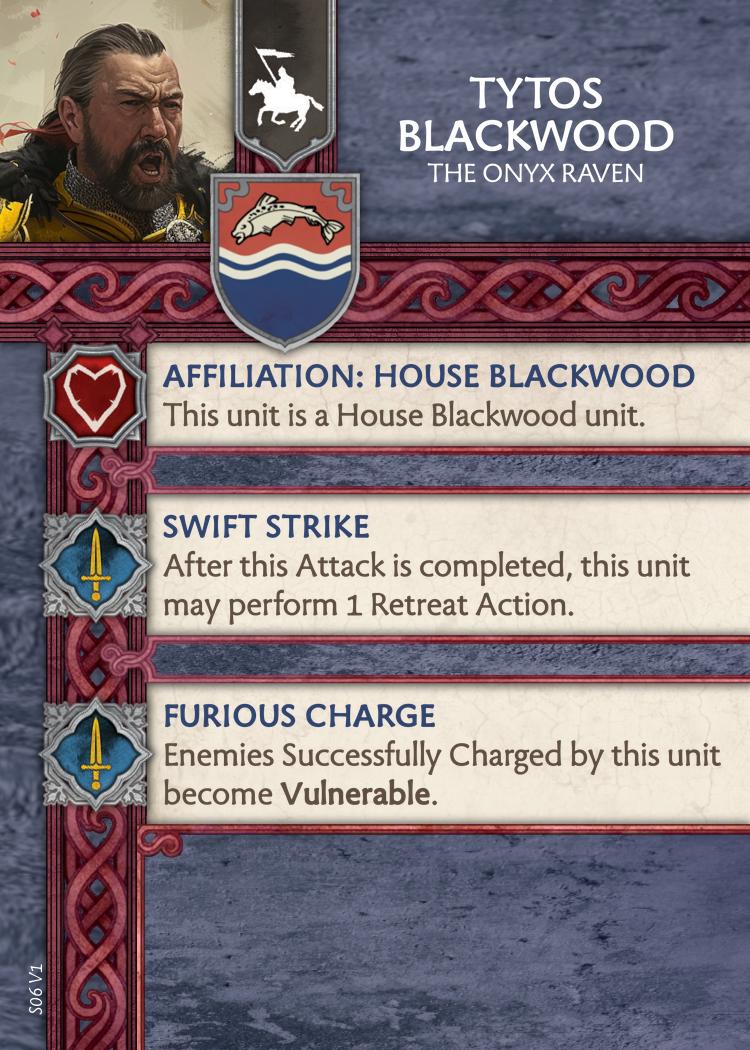 TYTOS
BLACKWOOD
THE ONYX RAVEN
AFFILIATION: HOUSE BLACKWOOD
This unit is a House Blackwood unit.
SWIFT STRIKE
After this Attack is completed, this unit
may perform 1 Retreat Action.
FURIOUS CHARGE
Enemies Successfully Charged by this unit
become Vulnerable.
S06 V1